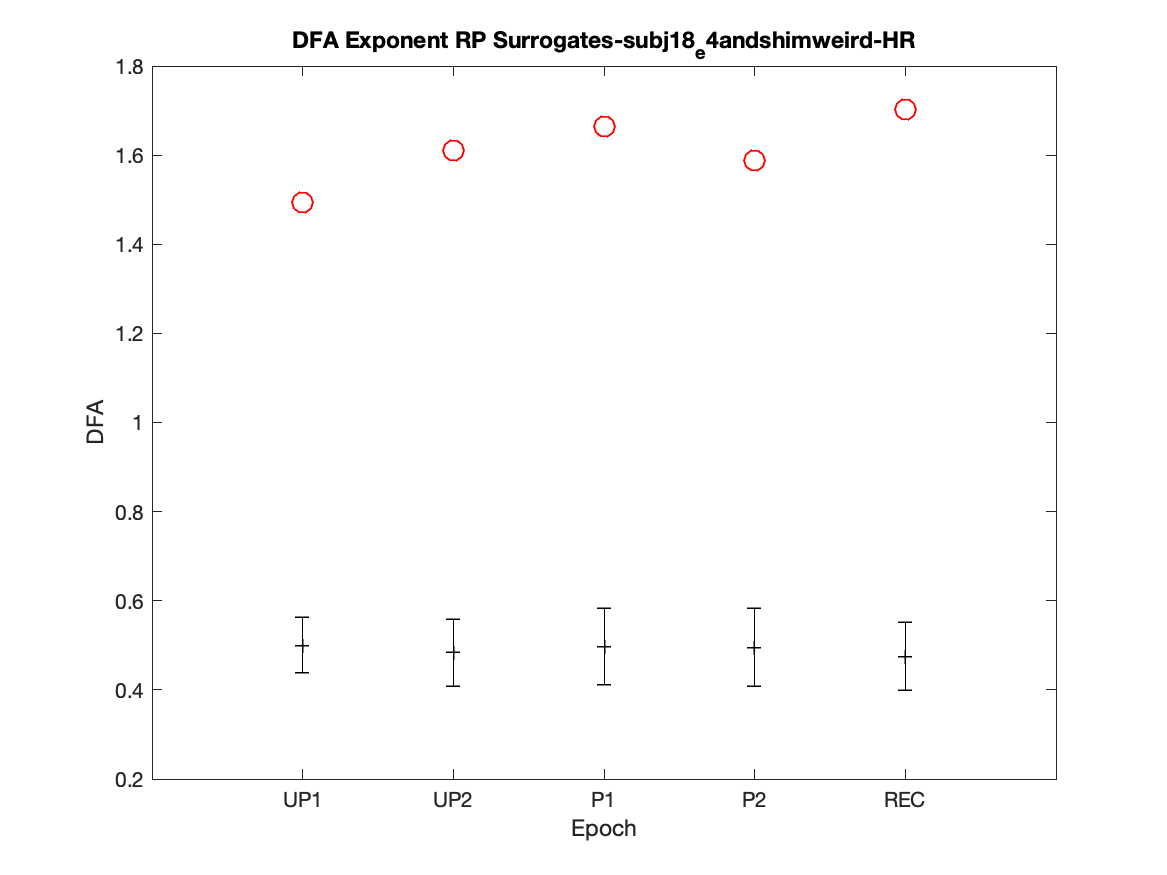 DFA Exponent RP Surrogates-subj18e4andshimweird-HR
1.8
1.6
1.4
1.2
1
0.8
0.6
0.4
0.2
DFA
UP1 UP2 P1 P2 REC
Epoch